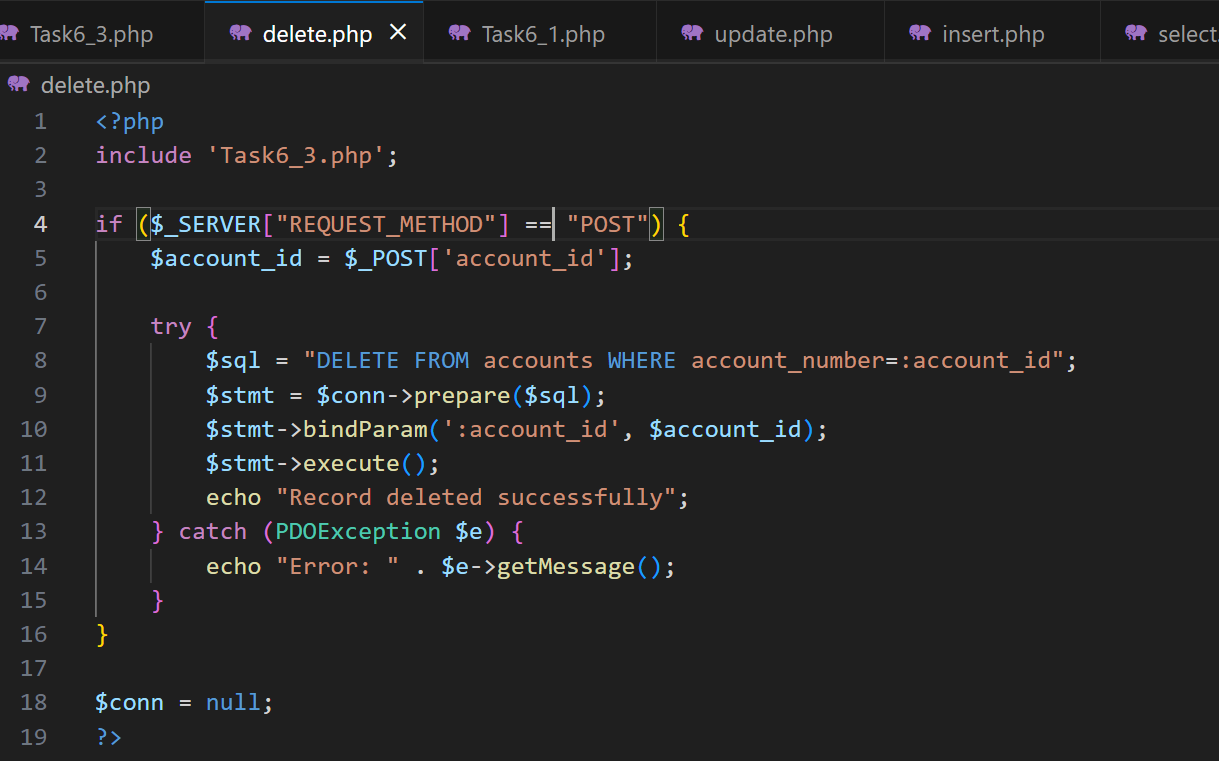 Task6_3.php delete.php Task6_1.php update.php insert.php select.
delete.php
1 <?php
2 include 'Task6_3.php';
3
4 if ($_SERVER["REQUEST_METHOD"] == "POST") {
5     $account_id = $_POST['account_id'];
6
7     try {
8         $sql = "DELETE FROM accounts WHERE account_number=:account_id";
9         $stmt = $conn->prepare($sql);
10         $stmt->bindParam(':account_id', $account_id);
11         $stmt->execute();
12         echo "Record deleted successfully";
13     } catch (PDOException $e) {
14         echo "Error: " . $e->getMessage();
15     }
16 }
17
18 $conn = null;
19 ?>